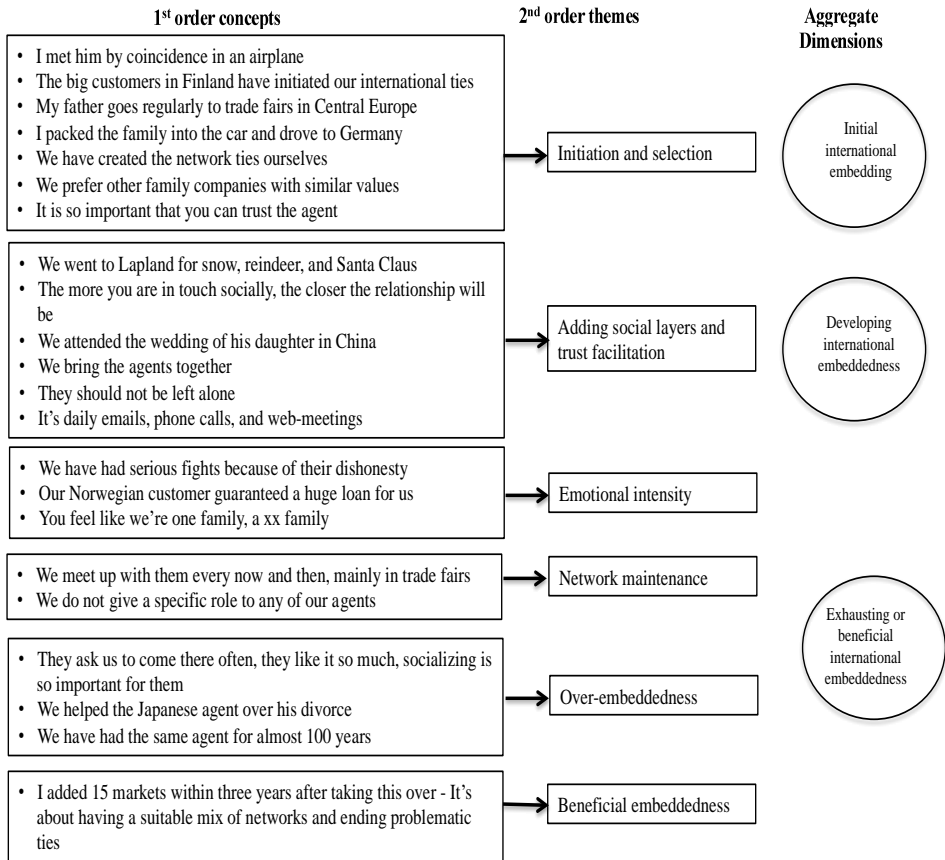 1st order concepts
2nd order themes
Aggregate
Dimensions
• I met him by coincidence in an airplane
• The big customers in Finland have initiated our international ties
• My father goes regularly to trade fairs in Central Europe
• I packed the family into the car and drove to Germany
• We have created the network ties ourselves
• We prefer other family companies with similar values
• It is so important that you can trust the agent
Initiation and selection
Initial
international
embedding
• We went to Lapland for snow, reindeer, and Santa Claus
• The more you are in touch socially, the closer the relationship will
be
• We attended the wedding of his daughter in China
• We bring the agents together
• They should not be left alone
• It’s daily emails, phone calls, and web-meetings
Adding social layers and
trust facilitation
Developing
international
embeddedness
• We have had serious fights because of their dishonesty
• Our Norwegian customer guaranteed a huge loan for us
• You feel like we’re one family, a xx family
Emotional intensity
• We meet up with them every now and then, mainly in trade fairs
• We do not give a specific role to any of our agents
Network maintenance
Exhausting or
beneficial
international
embeddedness
• They ask us to come there often, they like it so much, socializing is
so important for them
• We helped the Japanese agent over his divorce
• We have had the same agent for almost 100 years
Over-embeddedness
• I added 15 markets within three years after taking this over - It’s
about having a suitable mix of networks and ending problematic
ties
Beneficial embeddedness